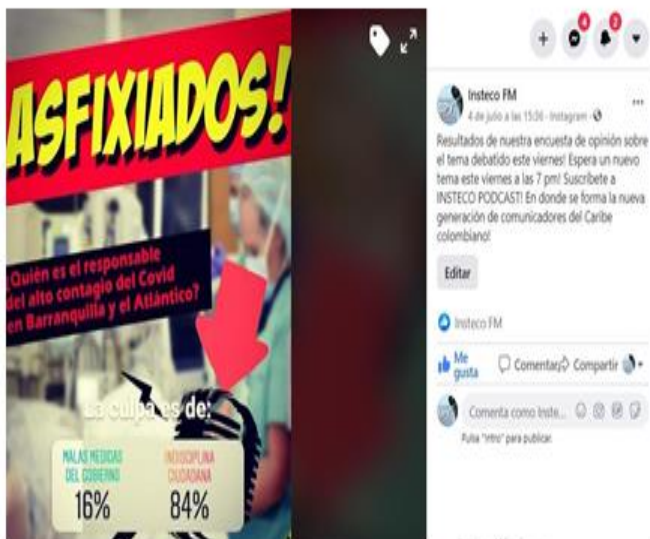 ASFIXIADOS!
¿Quién es el responsable
del alto contagio del Covid
en Barranquilla y el Atlántico?
La culpa es de:
MALAS MEDIDAS
DEL GOBIERNO
16%
INDISCIPLINA
CIUDADANA
84%
4
2
Insteco FM
4 de julio a las 15:36 · Instagram ·
Resultados de nuestra encuesta de opinión sobre
el tema debatido este viernes! Espera un nuevo
tema este viernes a las 7 pm! Suscribete a
INSTECO PODCAST! En donde se forma la nueva
generación de comunicadores del Caribe
colombiano!
Editar
Insteco FM
Me
gusta
Comentar
Compartir
Comenta como Inste...
Pulsa "Intro" para publicar.